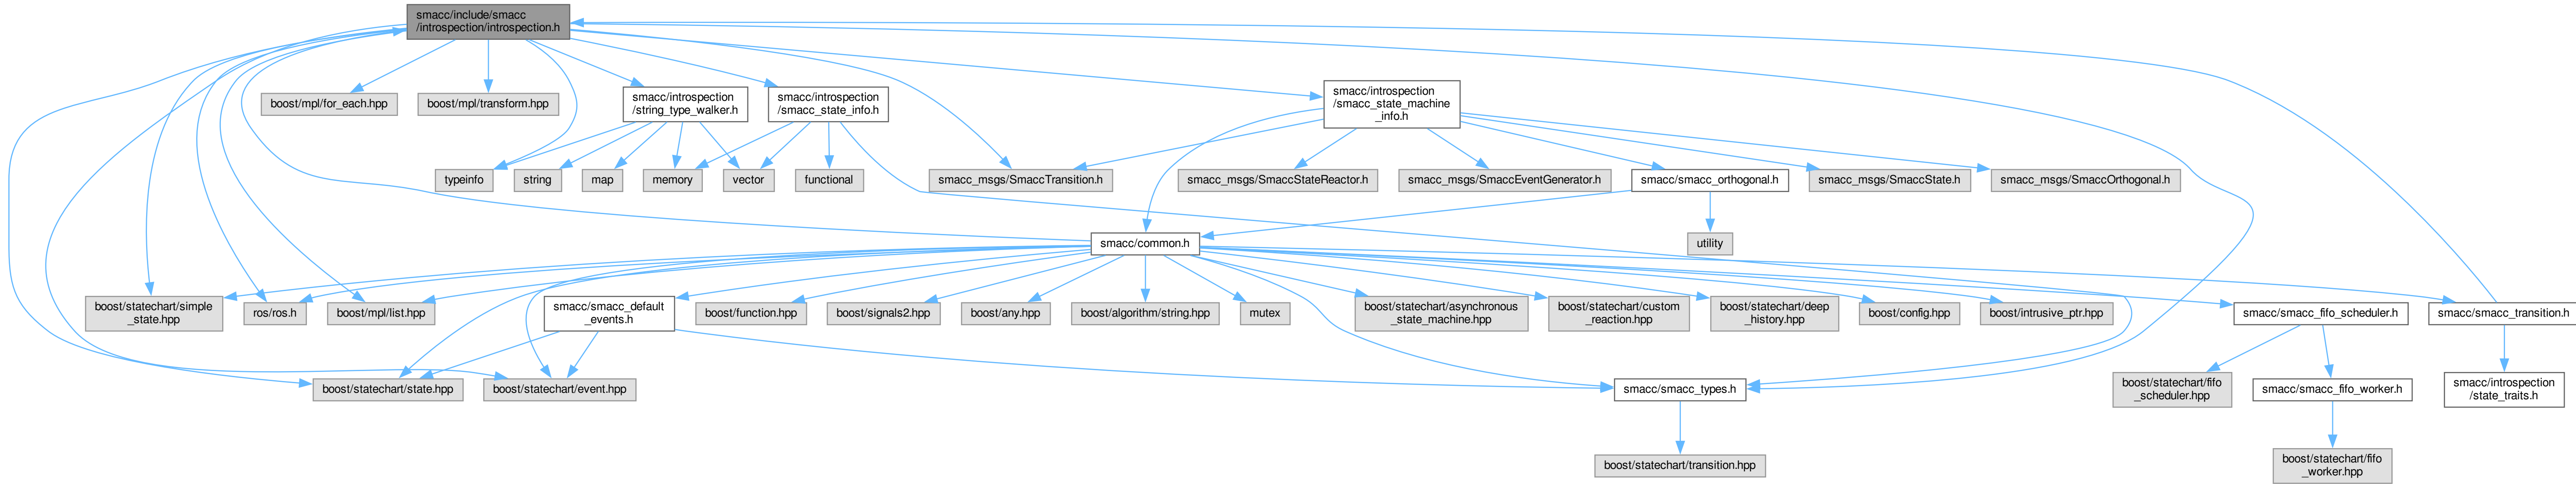 smacc/include/smacc
/introspection/introspection.h
smacc/introspection
/smacc_state_machine
_info.h
boost/mpl/for_each.hpp
boost/mpl/transform.hpp
smacc/introspection
/string_type_walker.h
smacc/introspection
/smacc_state_info.h
typeinfo
string
map
memory
vector
functional
smacc_msgs/SmaccTransition.h
smacc_msgs/SmaccStateReactor.h
smacc_msgs/SmaccEventGenerator.h
smacc/smacc_orthogonal.h
smacc_msgs/SmaccState.h
smacc_msgs/SmaccOrthogonal.h
smacc/common.h
utility
boost/statechart/simple
_state.hpp
ros/ros.h
boost/mpl/list.hpp
smacc/smacc_default
_events.h
boost/function.hpp
boost/signals2.hpp
boost/any.hpp
boost/algorithm/string.hpp
mutex
boost/statechart/asynchronous
_state_machine.hpp
boost/statechart/custom
_reaction.hpp
boost/statechart/deep
_history.hpp
boost/config.hpp
boost/intrusive_ptr.hpp
smacc/smacc_fifo_scheduler.h
smacc/smacc_transition.h
boost/statechart/state.hpp
boost/statechart/event.hpp
smacc/smacc_types.h
boost/statechart/fifo
_scheduler.hpp
smacc/smacc_fifo_worker.h
smacc/introspection
/state_traits.h
boost/statechart/transition.hpp
boost/statechart/fifo
_worker.hpp